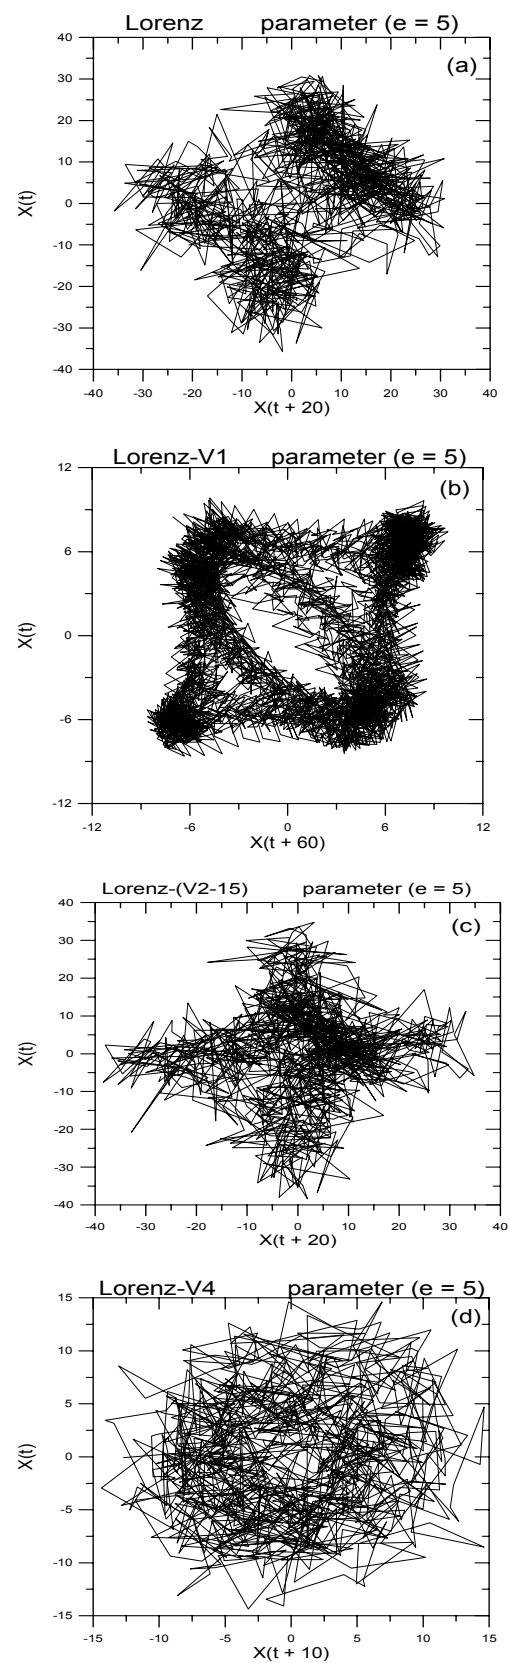 Lorenz parameter (e = 5)
(a)
40
30
20
10
0
-10
-20
-30
-40
X(t)
-40 -30 -20 -10 0 10 20 30 40
X(t + 20)
Lorenz-V1 parameter (e = 5)
(b)
12
6
0
-6
-12
X(t)
-12 -6 0 6 12
X(t + 60)
Lorenz-(V2-15) parameter (e = 5)
(c)
40
30
20
10
0
-10
-20
-30
-40
X(t)
-40 -30 -20 -10 0 10 20 30 40
X(t + 20)
Lorenz-V4 parameter (e = 5)
(d)
15
10
5
0
-5
-10
-15
X(t)
-15 -10 -5 0 5 10 15
X(t + 10)